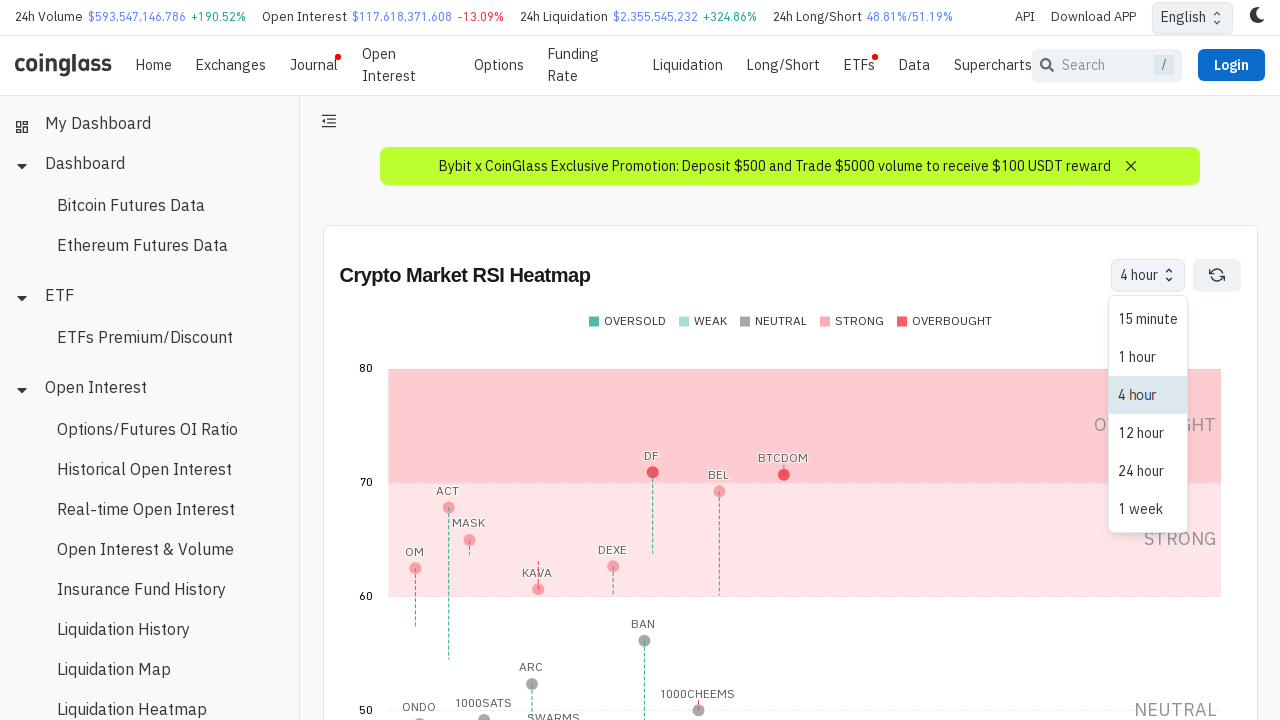 24h Volume $593,547,146,786 +190.52% Open Interest $117,618,371,608 -13.09% 24h Liquidation $2,355,545,232 +324.86% 24h Long/Short 48.81%/51.19% API Download APP English
coinglass Home Exchanges Journal Open Interest Options Funding Rate Liquidation Long/Short ETFs Data Supercharts Search / Login
My Dashboard
Dashboard
Bitcoin Futures Data
Ethereum Futures Data
ETF
ETFs Premium/Discount
Open Interest
Options/Futures OI Ratio
Historical Open Interest
Real-time Open Interest
Open Interest & Volume
Insurance Fund History
Liquidation History
Liquidation Map
Liquidation Heatmap
Bybit x CoinGlass Exclusive Promotion: Deposit $500 and Trade $5000 volume to receive $100 USDT reward
Crypto Market RSI Heatmap
4 hour
15 minute
1 hour
4 hour
12 hour
24 hour
1 week
OVERSOLD WEAK NEUTRAL STRONG OVERBOUGHT
80
70
60
50
DF
BTCDOM
BEL
ACT
MASK
OM
DEXE
KAVA
STRONG
BAN
ARC
1000CHEEMS
1000SATS
ONDO
SWARMS
NEUTRAL